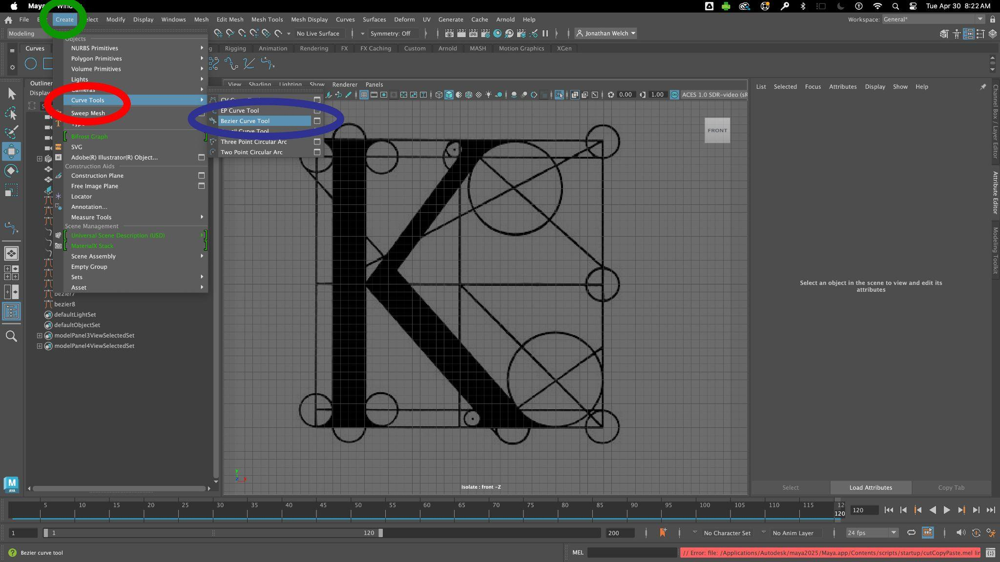 Maya Windo
Tue Apr 30 8:22 AM
File Create Select Modify Display Windows Mesh Edit Mesh Mesh Tools Mesh Display Curves Surfaces Deform UV Generate Cache Arnold Help
Workspace: General*
Modeling
No Live Surface
Symmetry: Off
Jonathan Welch
Curves
Rigging Animation Rendering FX FX Caching Custom Arnold MASH Motion Graphics XGen
Objects
NURBS Primitives
Polygon Primitives
Volume Primitives
Lights
Cameras
Curve Tools
Sweep Mesh
Type
Bifrost Graph
SVG
Adobe(R) Illustrator(R) Object...
Construction Aids
Construction Plane
Free Image Plane
Locator
Annotation...
Measure Tools
Scene Management
Universal Scene Description (USD)
MaterialX Stack
Scene Assembly
Empty Group
Sets
Asset
EP Curve Tool
Bezier Curve Tool
Curve Tool
Three Point Circular Arc
Two Point Circular Arc
Outliner
Display
bezier7
bezier8
defaultLightSet
defaultObjectSet
modelPanel3ViewSelectedSet
modelPanel4ViewSelectedSet
View Shading Lighting Show Renderer Panels
IPR
0.00 1.00 ON ACES 1.0 SDR-video (sR
FRONT
y
x
Isolate : front -Z
List Selected Focus Attributes Display Show Help
Select an object in the scene to view and edit its
attributes
Select Load Attributes Copy Tab
Channel Box / Layer Editor
Attribute Editor
Modeling Toolkit
M
AYA
5 10 15 20 25 30 35 40 45 50 55 60 65 70 75 80 85 90 95 100 105 110 115 12
120
120
1 1 120 200
No Character Set
No Anim Layer
24 fps
Bezier curve tool
MEL
// Error: file: /Applications/Autodesk/maya2025/Maya.app/Contents/scripts/startup/cutCopyPaste.mel lin